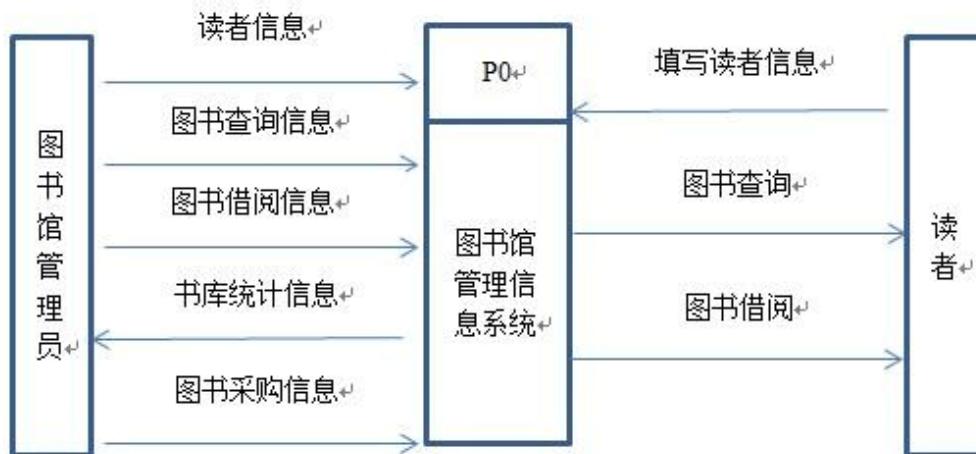 读者信息
图书查询信息
图书借阅信息
书库统计信息
图书采购信息
图书馆管理员
P0
图书馆
管理信
息系统
填写读者信息
图书查询
图书借阅
读者